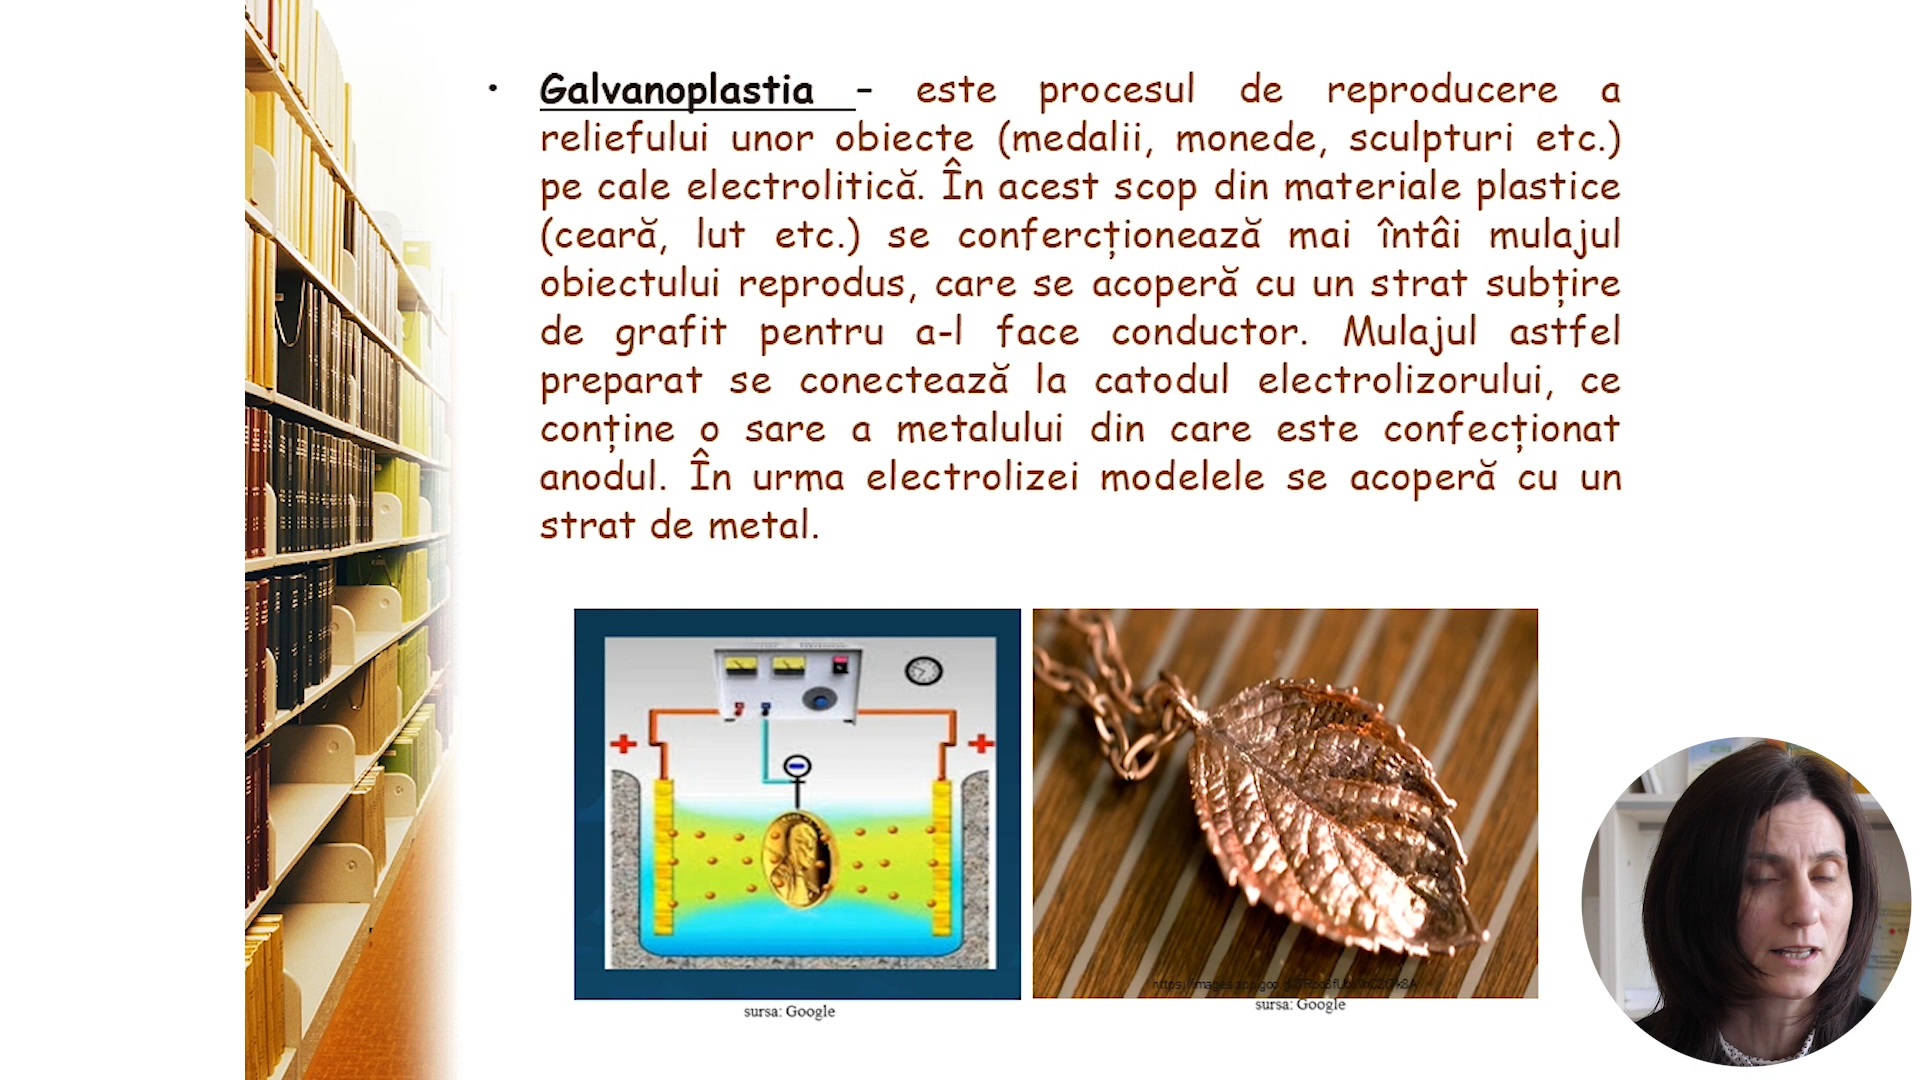 • Galvanoplastia – este procesul de reproducere a
reliefului unor obiecte (medalii, monede, sculpturi etc.)
pe cale electrolitică. În acest scop din materiale plastice
(ceară, lut etc.) se confercționează mai întâi mulajul
obiectului reprodus, care se acoperă cu un strat subțire
de grafit pentru a-l face conductor. Mulajul astfel
preparat se conectează la catodul electrolizorului, ce
conține o sare a metalului din care este confecționat
anodul. În urma electrolizei modelele se acoperă cu un
strat de metal.
+
+
sursa: Google
sursa: Google